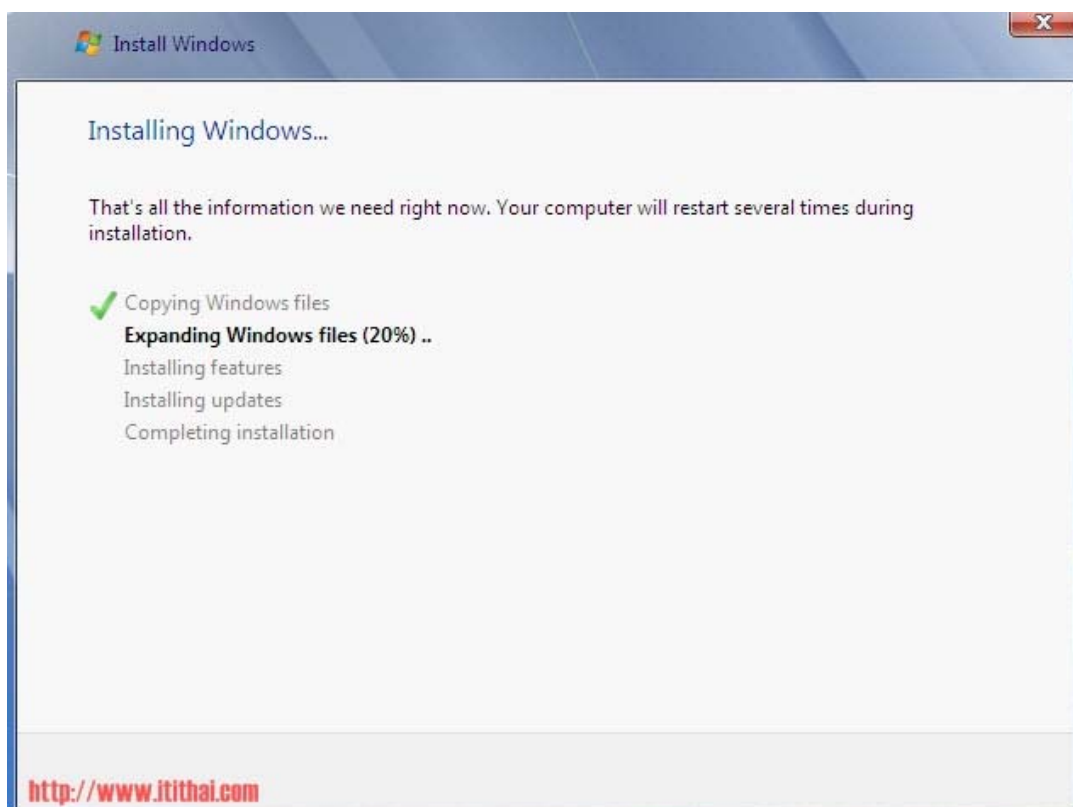 Install Windows
Installing Windows...
That's all the information we need right now. Your computer will restart several times during
installation.
Copying Windows files
Expanding Windows files (20%) ..
Installing features
Installing updates
Completing installation
http://www.itithai.com